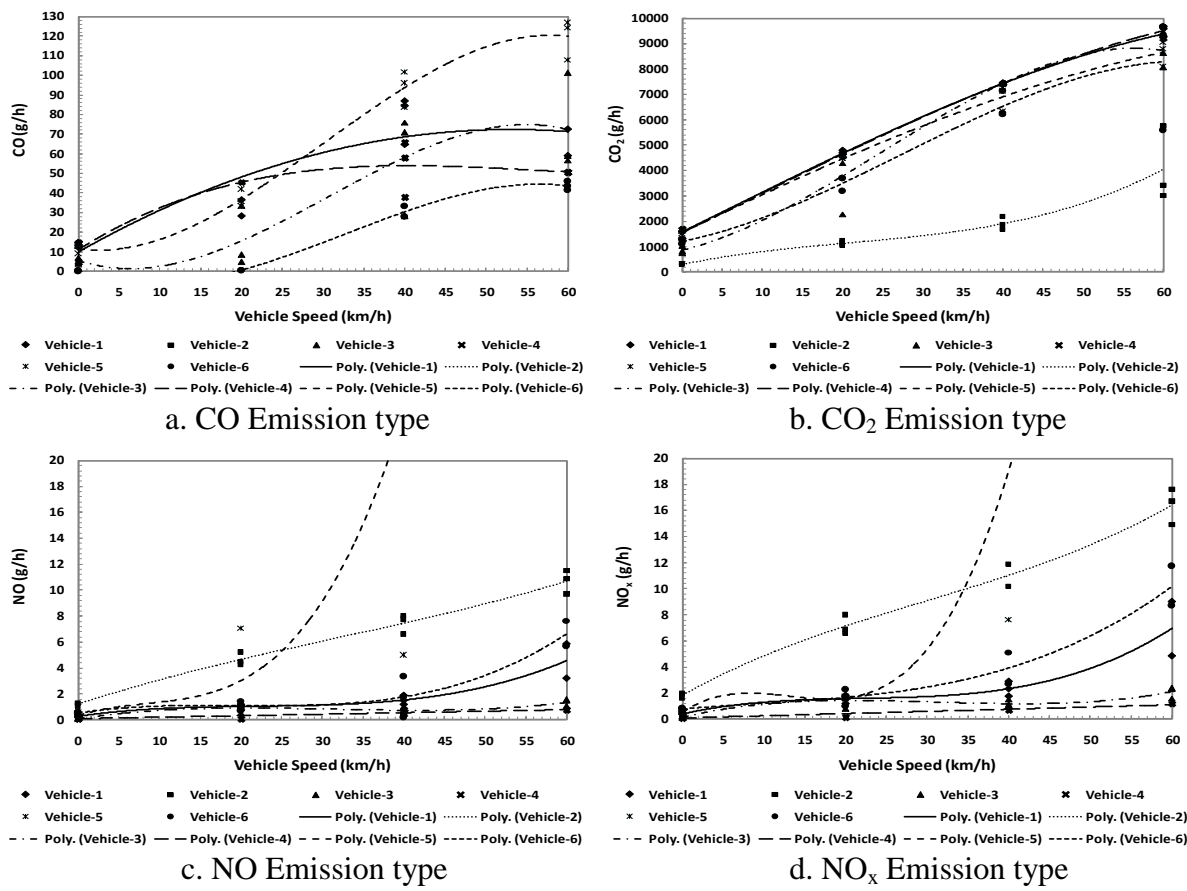 130
120
110
100
90
80
70
60
50
40
30
20
10
0
CO (g/h)
0 5 10 15 20 25 30 35 40 45 50 55 60
Vehicle Speed (km/h)
Vehicle-1 Vehicle-2 Vehicle-3 Vehicle-4
Vehicle-5 Vehicle-6 Poly. (Vehicle-1) Poly. (Vehicle-2)
Poly. (Vehicle-3) Poly. (Vehicle-4) Poly. (Vehicle-5) Poly. (Vehicle-6)
a. CO Emission type
10000
9000
8000
7000
6000
5000
4000
3000
2000
1000
0
CO₂ (g/h)
0 5 10 15 20 25 30 35 40 45 50 55 60
Vehicle Speed (km/h)
Vehicle-1 Vehicle-2 Vehicle-3 Vehicle-4
Vehicle-5 Vehicle-6 Poly. (Vehicle-1) Poly. (Vehicle-2)
Poly. (Vehicle-3) Poly. (Vehicle-4) Poly. (Vehicle-5) Poly. (Vehicle-6)
b. CO₂ Emission type
20
18
16
14
12
10
8
6
4
2
0
NO (g/h)
0 5 10 15 20 25 30 35 40 45 50 55 60
Vehicle Speed (km/h)
Vehicle-1 Vehicle-2 Vehicle-3 Vehicle-4
Vehicle-5 Vehicle-6 Poly. (Vehicle-1) Poly. (Vehicle-2)
Poly. (Vehicle-3) Poly. (Vehicle-4) Poly. (Vehicle-5) Poly. (Vehicle-6)
c. NO Emission type
20
18
16
14
12
10
8
6
4
2
0
NOₓ (g/h)
0 5 10 15 20 25 30 35 40 45 50 55 60
Vehicle Speed (km/h)
Vehicle-1 Vehicle-2 Vehicle-3 Vehicle-4
Vehicle-5 Vehicle-6 Poly. (Vehicle-1) Poly. (Vehicle-2)
Poly. (Vehicle-3) Poly. (Vehicle-4) Poly. (Vehicle-5) Poly. (Vehicle-6)
d. NOₓ Emission type